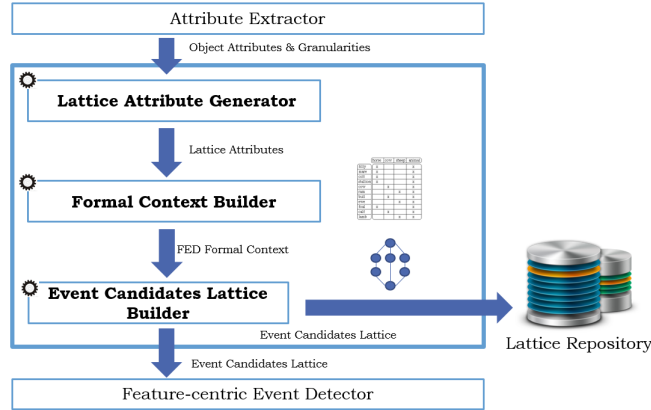 Attribute Extractor
Object Attributes & Granularities
Lattice Attribute Generator
Lattice Attributes
Formal Context Builder
FED Formal Context
Event Candidates Lattice
Builder
Event Candidates Lattice
Lattice Repository
Event Candidates Lattice
Feature-centric Event Detector